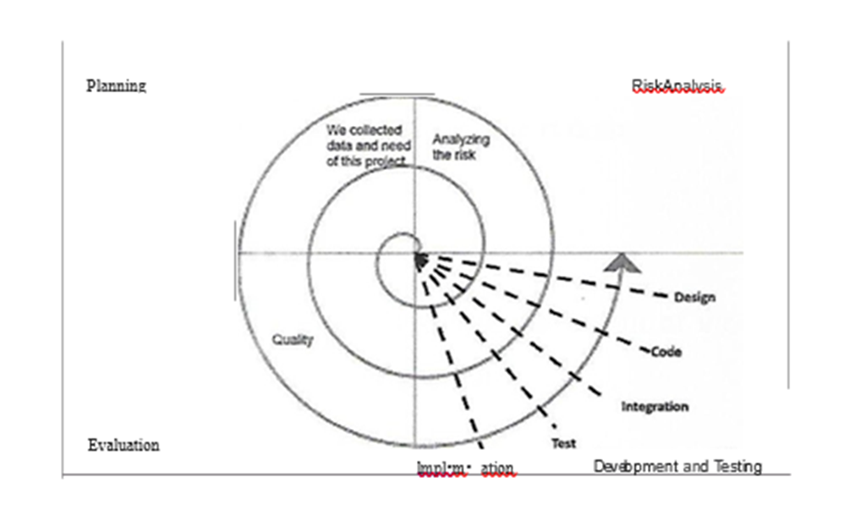 Planning
RiskAnalysis
We collected
data and need
of this project
Analyzing
the risk
Design
Code
Quality
Integration
Test
Evaluation
Development and Testing